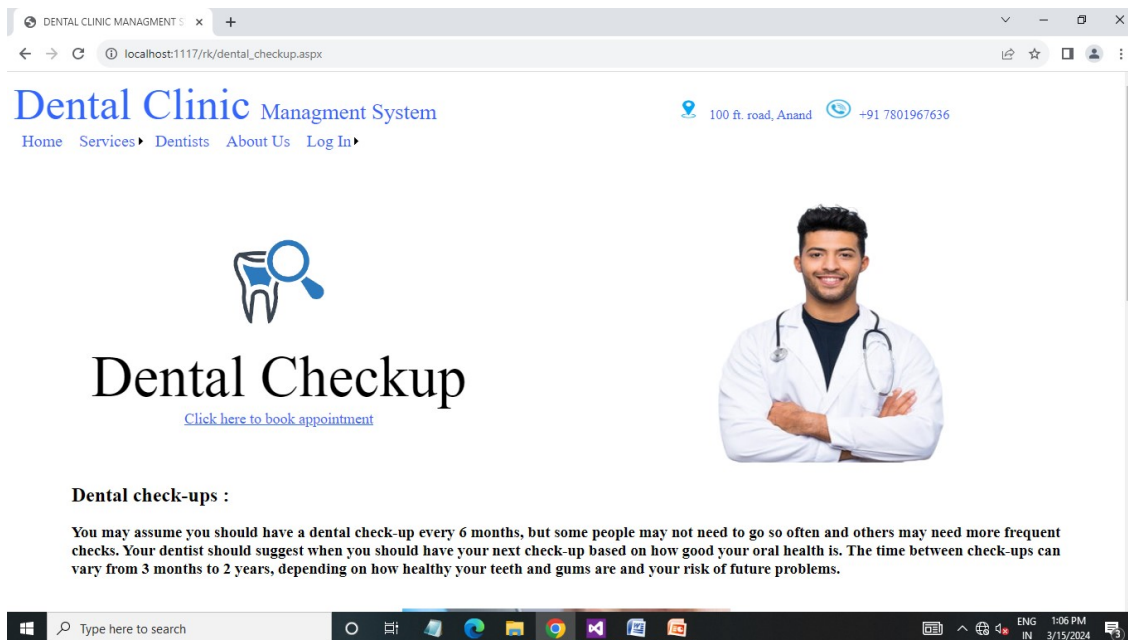 DENTAL CLINIC MANAGMENT S
localhost:1117/rk/dental_checkup.aspx
Dental Clinic Managment System
100 ft. road, Anand
+91 7801967636
Home Services Dentists About Us Log In
Dental Checkup
Click here to book appointment
Dental check-ups :
You may assume you should have a dental check-up every 6 months, but some people may not need to go so often and others may need more frequent
checks. Your dentist should suggest when you should have your next check-up based on how good your oral health is. The time between check-ups can
vary from 3 months to 2 years, depending on how healthy your teeth and gums are and your risk of future problems.
Type here to search
ENG
IN
1:06 PM
3/15/2024
3